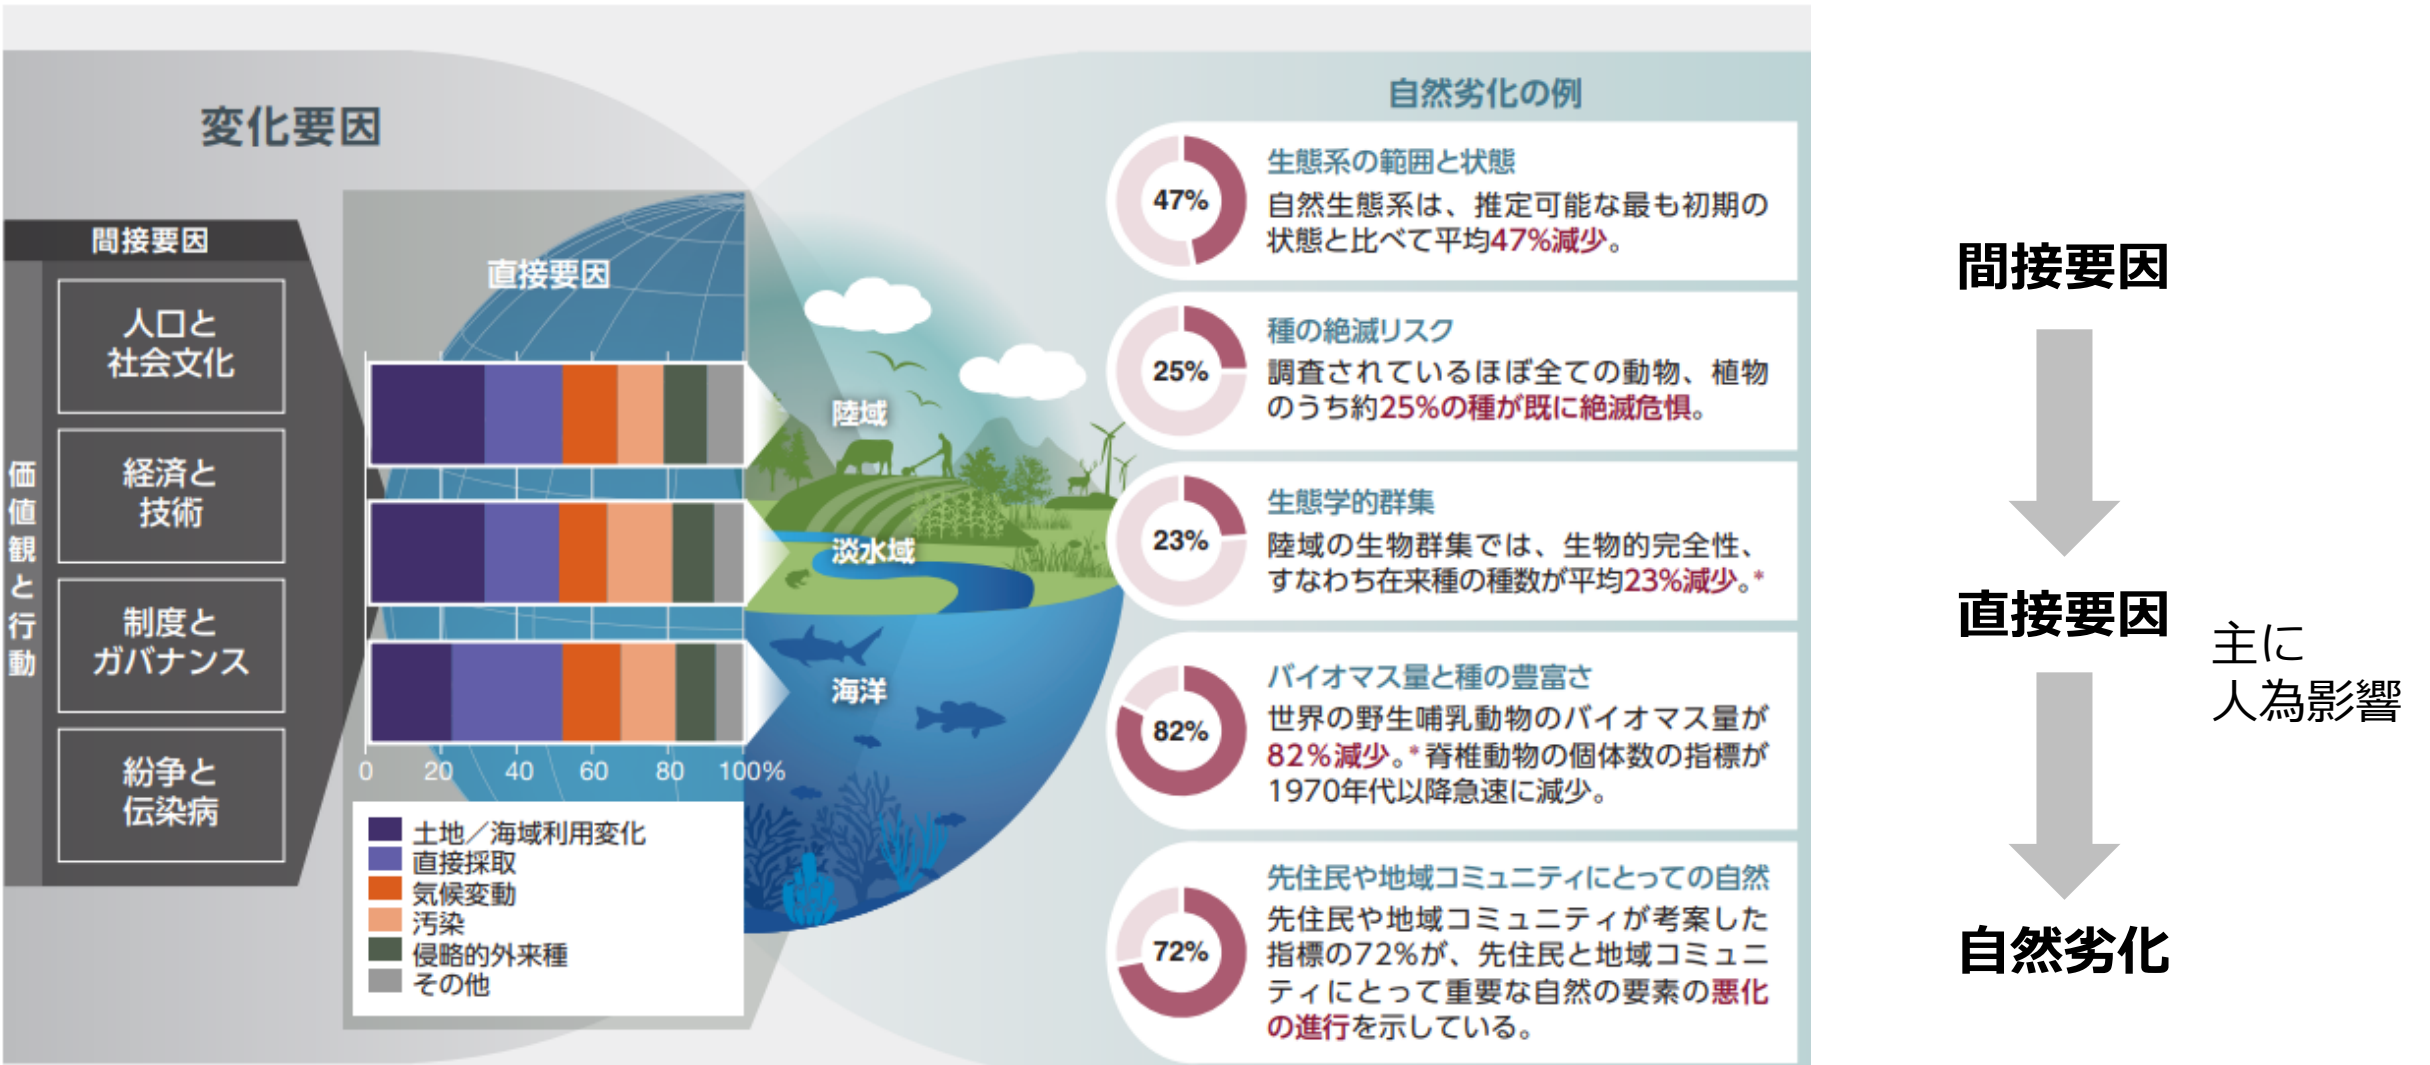 変化要因
間接要因
価値観と行動
人口と
社会文化
経済と
技術
制度と
ガバナンス
紛争と
伝染病
直接要因
陸域
淡水域
海洋
0 20 40 60 80 100%
土地／海域利用変化
直接採取
気候変動
汚染
侵略的外来種
その他
自然劣化の例
47%
生態系の範囲と状態
自然生態系は、推定可能な最も初期の
状態と比べて平均47%減少。
25%
種の絶滅リスク
調査されているほぼ全ての動物、植物
のうち約25%の種が既に絶滅危惧。
23%
生態学的群集
陸域の生物群集では、生物的完全性、
すなわち在来種の種数が平均23%減少。*
82%
バイオマス量と種の豊富さ
世界の野生哺乳動物のバイオマス量が
82%減少。*脊椎動物の個体数の指標が
1970年代以降急速に減少。
72%
先住民や地域コミュニティにとっての自然
先住民や地域コミュニティが考案した
指標の72%が、先住民と地域コミュニ
ティにとって重要な自然の要素の悪化
の進行を示している。
間接要因
直接要因
主に
人為影響
自然劣化